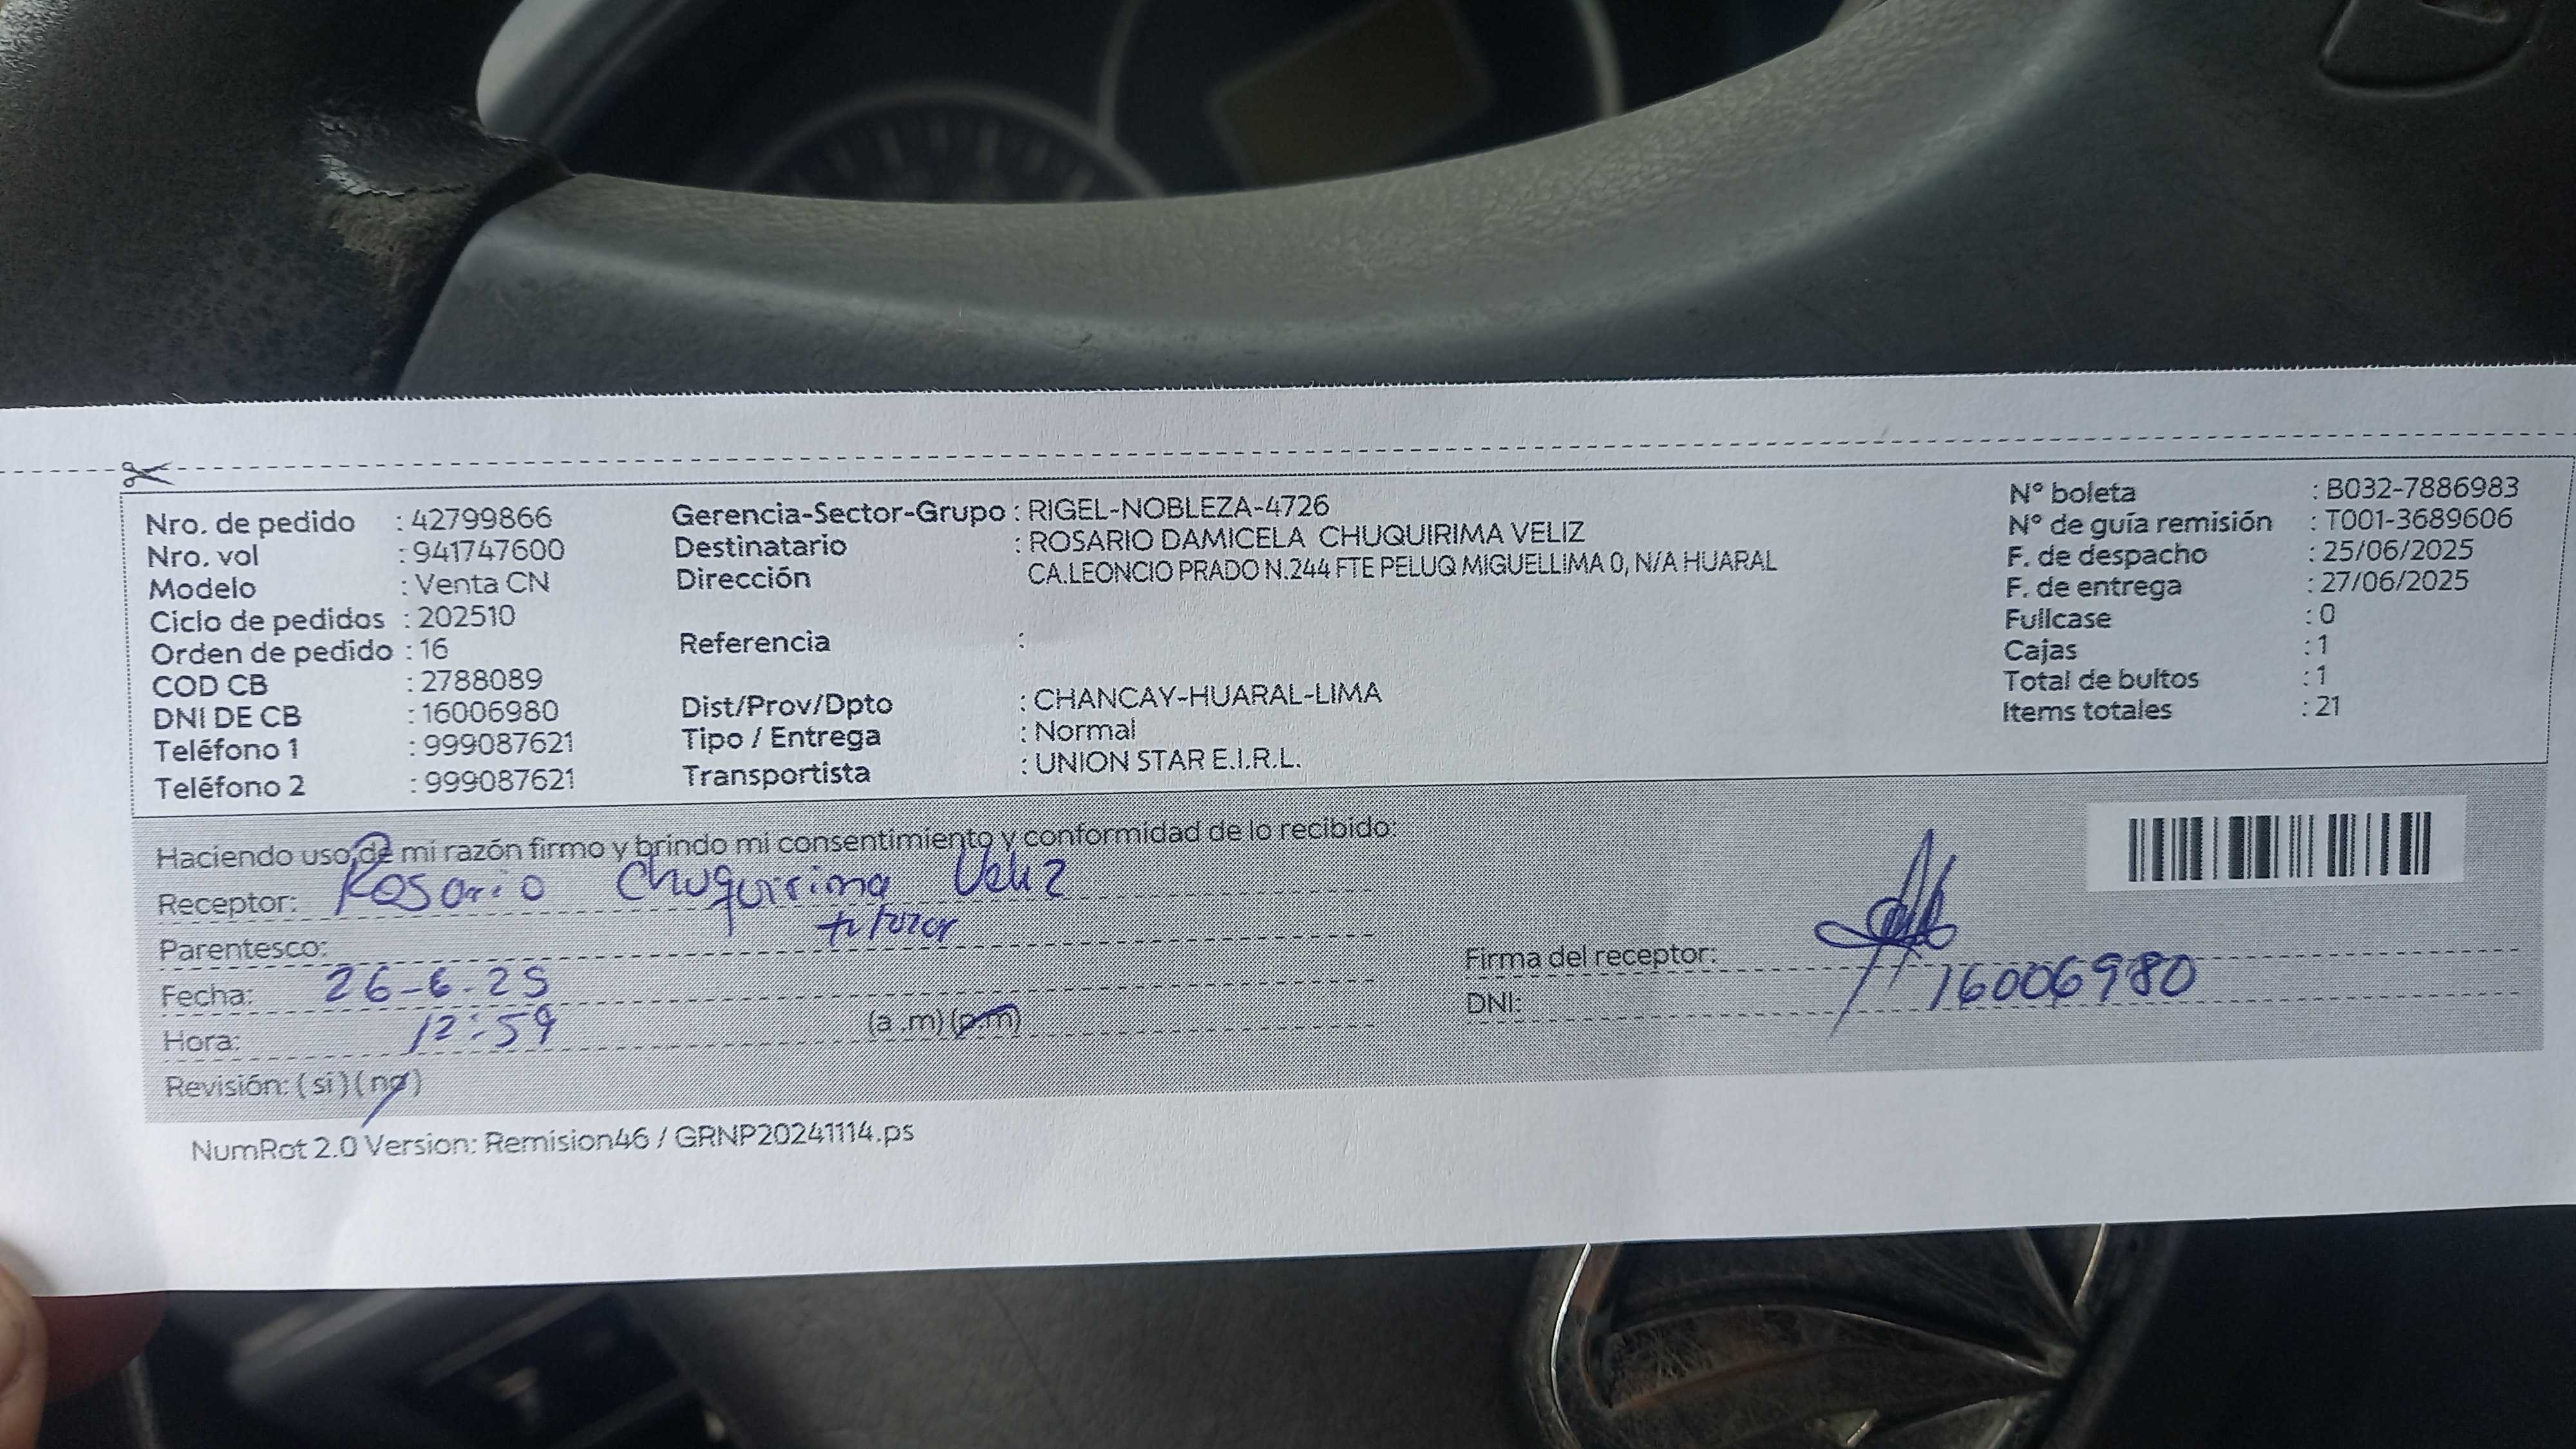 Nro. de pedido : 42799866
Nro. vol : 941747600
Modelo : Venta CN
Ciclo de pedidos : 202510
Orden de pedido : 16
COD CB : 2788089
DNI DE CB : 16006980
Teléfono 1 : 999087621
Teléfono 2 : 999087621
Gerencia-Sector-Grupo : RIGEL-NOBLEZA-4726
Destinatario : ROSARIO DAMICELA CHUQUIRIMA VELIZ
Dirección CA.LEONCIO PRADO N.244 FTE PELUQ MIGUELLIMA 0, N/A HUARAL
Referencia :
Dist/Prov/Dpto : CHANCAY-HUARAL-LIMA
Tipo / Entrega : Normal
Transportista : UNION STAR E.I.R.L.
N° boleta : B032-7886983
N° de guía remisión : T001-3689606
F. de despacho : 25/06/2025
F. de entrega : 27/06/2025
Fullcase : 0
Cajas : 1
Total de bultos : 1
Items totales : 21
Haciendo uso de mi razón firmo y brindo mi consentimiento y conformidad de lo recibido:
Receptor: Rosario Chuquirima Veliz
Parentesco:
Fecha: 26-6-25
Hora: 12:59 (a .m) (p.m)
Revisión: ( si ) ( no )
Firma del receptor:
DNI: 16006980
NumRot 2.0 Version: Remision46 / GRNP20241114.ps